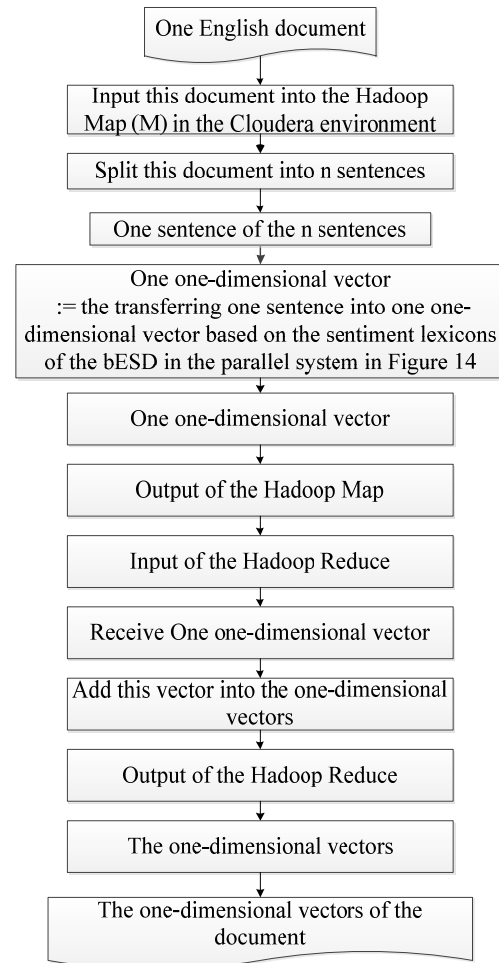 One English document
Input this document into the Hadoop
Map (M) in the Cloudera environment
Split this document into n sentences
One sentence of the n sentences
One one-dimensional vector
:= the transferring one sentence into one one-
dimensional vector based on the sentiment lexicons
of the bESD in the parallel system in Figure 14
One one-dimensional vector
Output of the Hadoop Map
Input of the Hadoop Reduce
Receive One one-dimensional vector
Add this vector into the one-dimensional
vectors
Output of the Hadoop Reduce
The one-dimensional vectors
The one-dimensional vectors of the
document